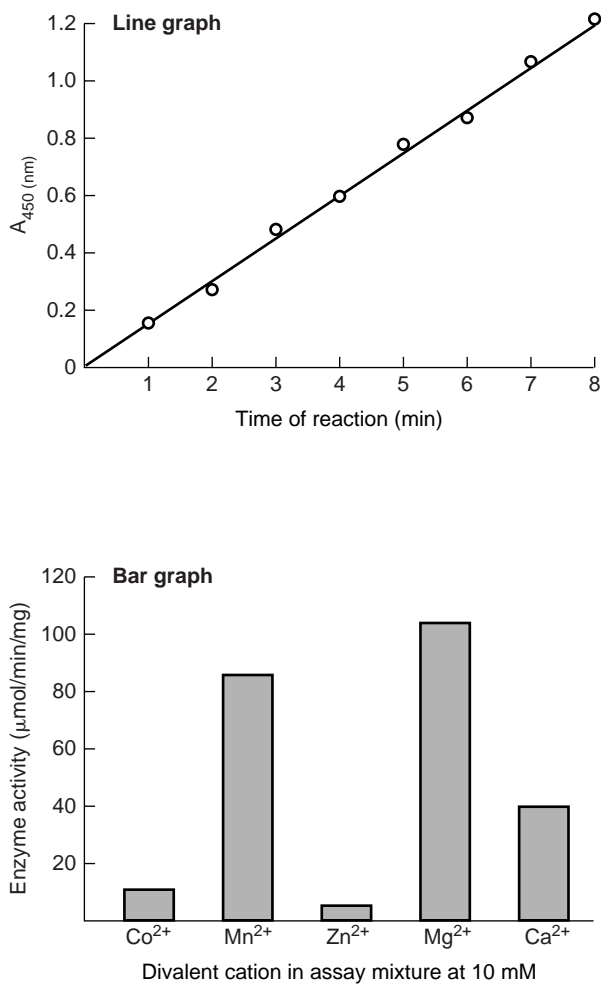 Line graph
A450 (nm)
1.2
1.0
0.8
0.6
0.4
0.2
0
1 2 3 4 5 6 7 8
Time of reaction (min)
Bar graph
Enzyme activity (μmol/min/mg)
120
100
80
60
40
20
Co2+ Mn2+ Zn2+ Mg2+ Ca2+
Divalent cation in assay mixture at 10 mM